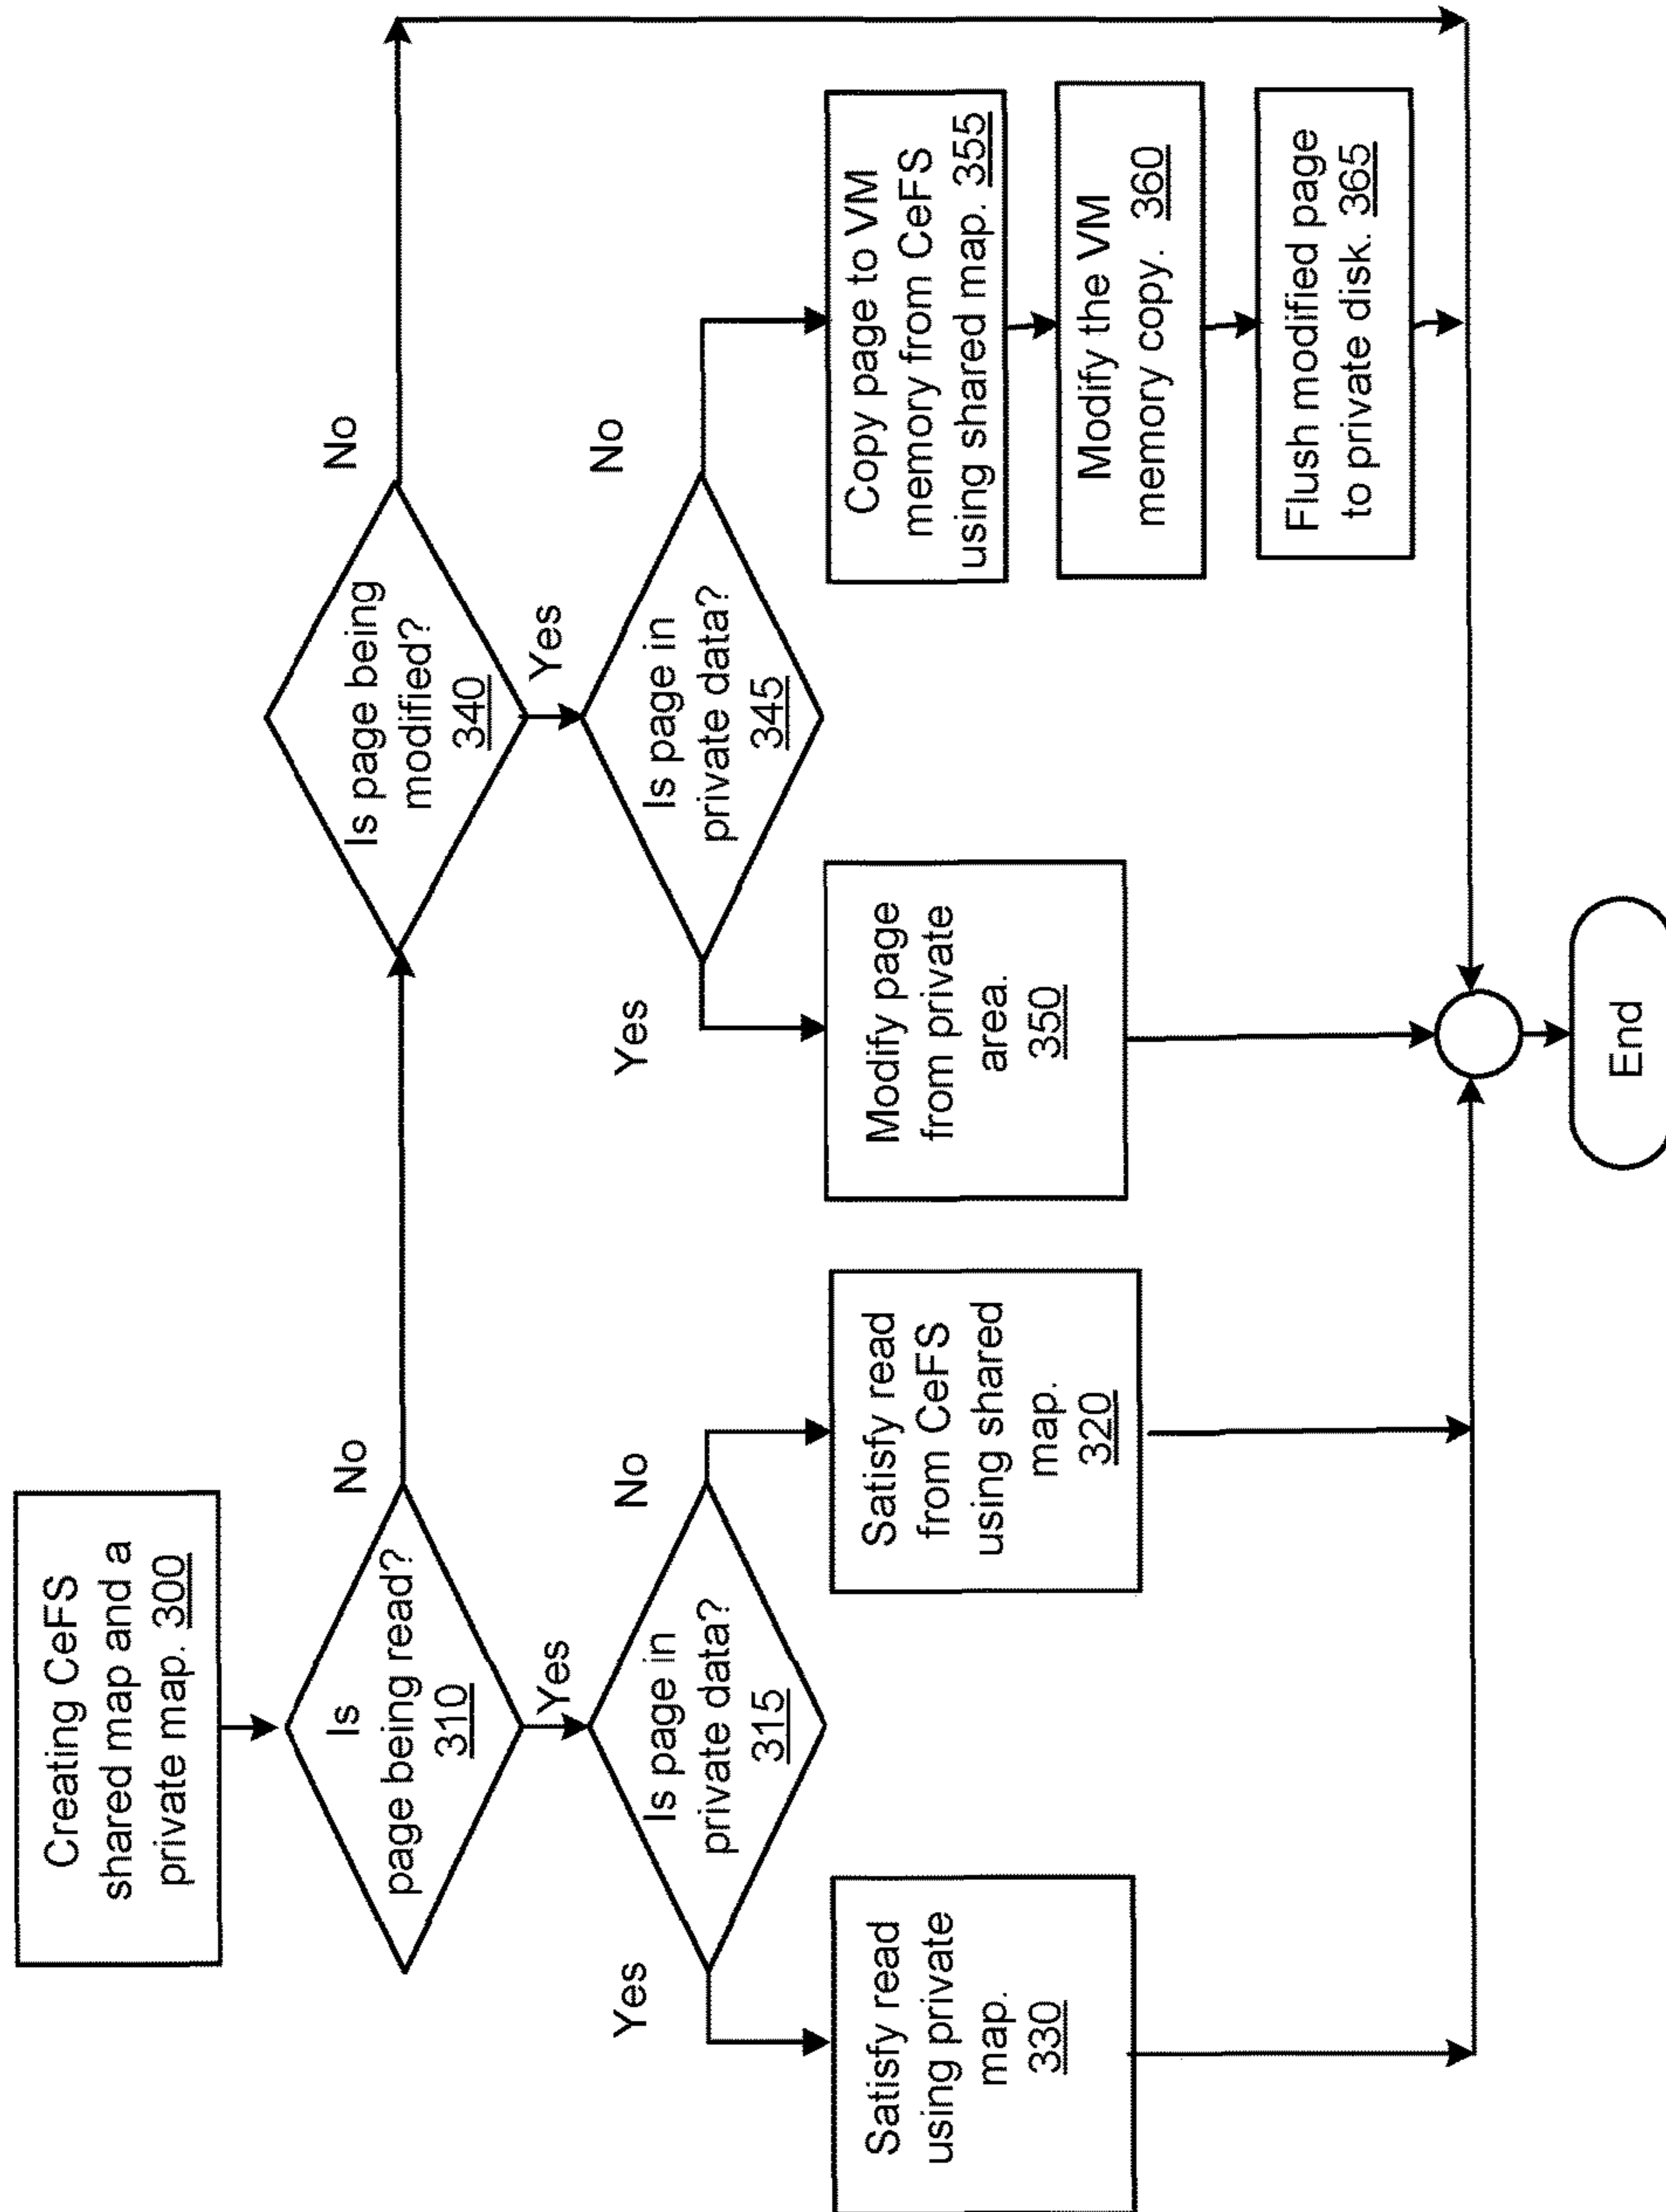 Creating CeFS
shared map and a
private map. 300
Is
page being read?
310
No
Yes
Is page in
private data?
315
Yes
No
Satisfy read
using private
map.
330
Satisfy read
from CeFS
using shared
map.
320
Is page being
modified?
340
No
Yes
Is page in
private data?
345
Yes
No
Modify page
from private
area.
350
Copy page to VM
memory from CeFS
using shared map. 355
Modify the VM
memory copy. 360
Flush modified page
to private disk. 365
End